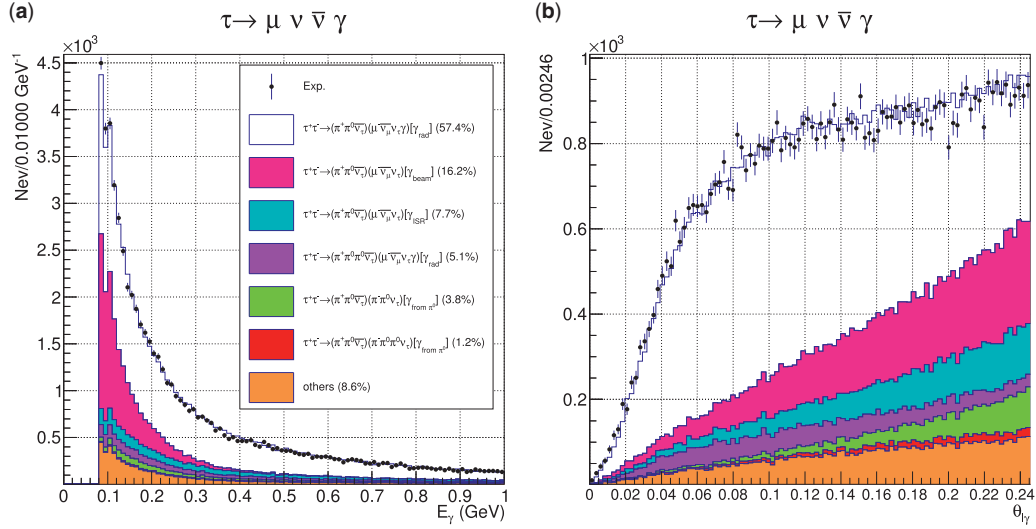 (a)
τ→ μ ν ν̅ γ
×10³
Nev/0.01000 GeV⁻¹
4.5
4
3.5
3
2.5
2
1.5
1
0.5
Exp.
τ⁺τ⁻→(π⁺π⁰ν̅τ)(μ⁻ν̅μντγ)[γrad] (57.4%)
τ⁺τ⁻→(π⁺π⁰ν̅τ)(μ⁻ν̅μντ)[γbeam] (16.2%)
τ⁺τ⁻→(π⁺π⁰ν̅τ)(μ⁻ν̅μντ)[γISR] (7.7%)
τ⁺τ⁻→(π⁺π⁰π⁰ν̅τ)(μ⁻ν̅μντγ)[γrad] (5.1%)
τ⁺τ⁻→(π⁺π⁰ν̅τ)(π⁻π⁰ντ)[γfrom π⁰] (3.8%)
τ⁺τ⁻→(π⁺π⁰ν̅τ)(π⁻π⁰π⁰ντ)[γfrom π⁰] (1.2%)
others (8.6%)
0 0.1 0.2 0.3 0.4 0.5 0.6 0.7 0.8 0.9 1
Eγ (GeV)
(b)
τ→ μ ν ν̅ γ
×10³
Nev/0.00246
1
0.8
0.6
0.4
0.2
0 0.02 0.04 0.06 0.08 0.1 0.12 0.14 0.16 0.18 0.2 0.22 0.24
θlγ